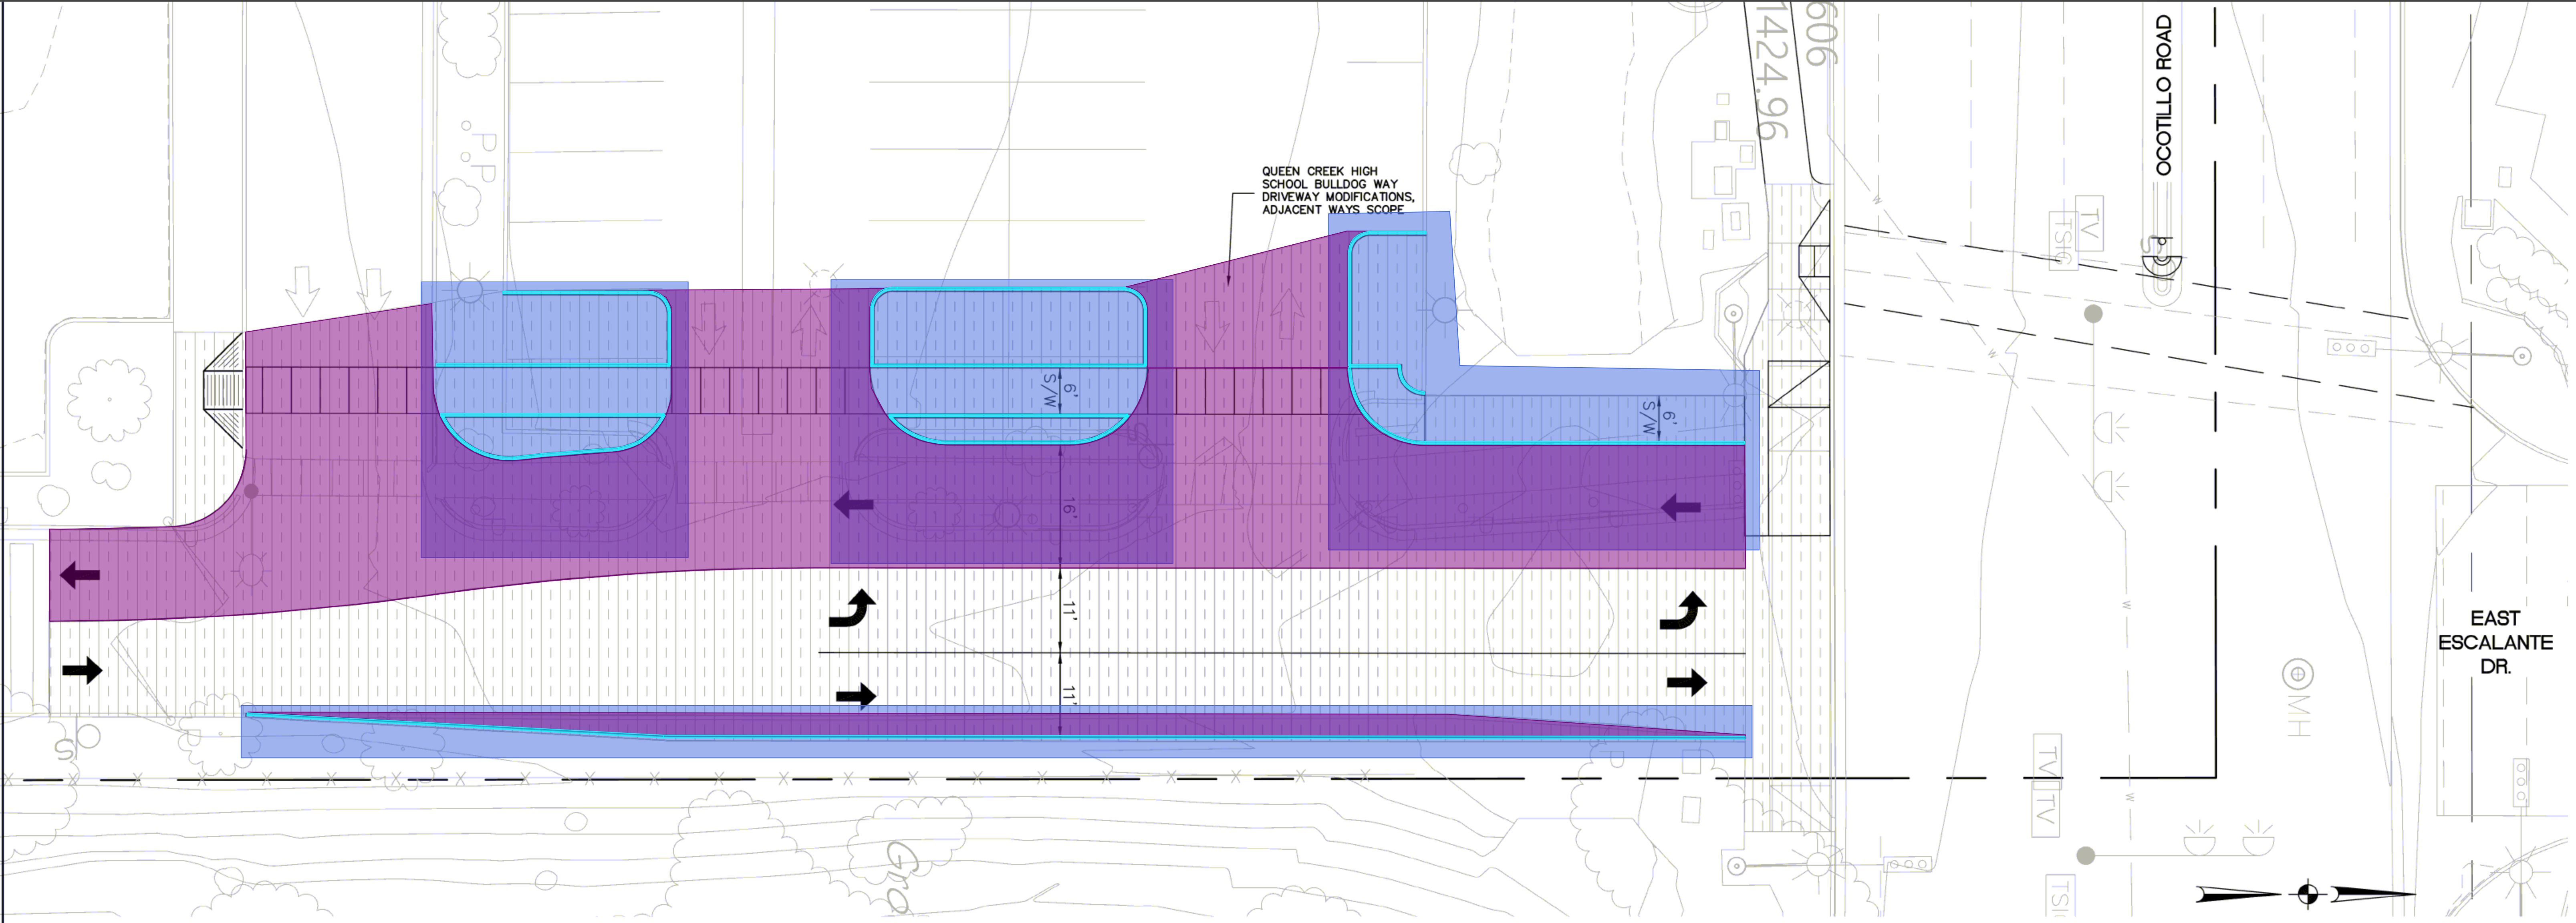 606
1424.96
OCOTILLO ROAD
P.P
QUEEN CREEK HIGH
SCHOOL BULLDOG WAY
DRIVEWAY MODIFICATIONS,
ADJACENT WAYS SCOPE
TV
TSIG
S
W
W
6'
S/W
6'
S/W
16'
11'
11'
W
EAST
ESCALANTE
DR.
MH
S
P
P
X X X X X X X X X X X X X X X X X X X X X X
TV
TV
W
Gro
TSI